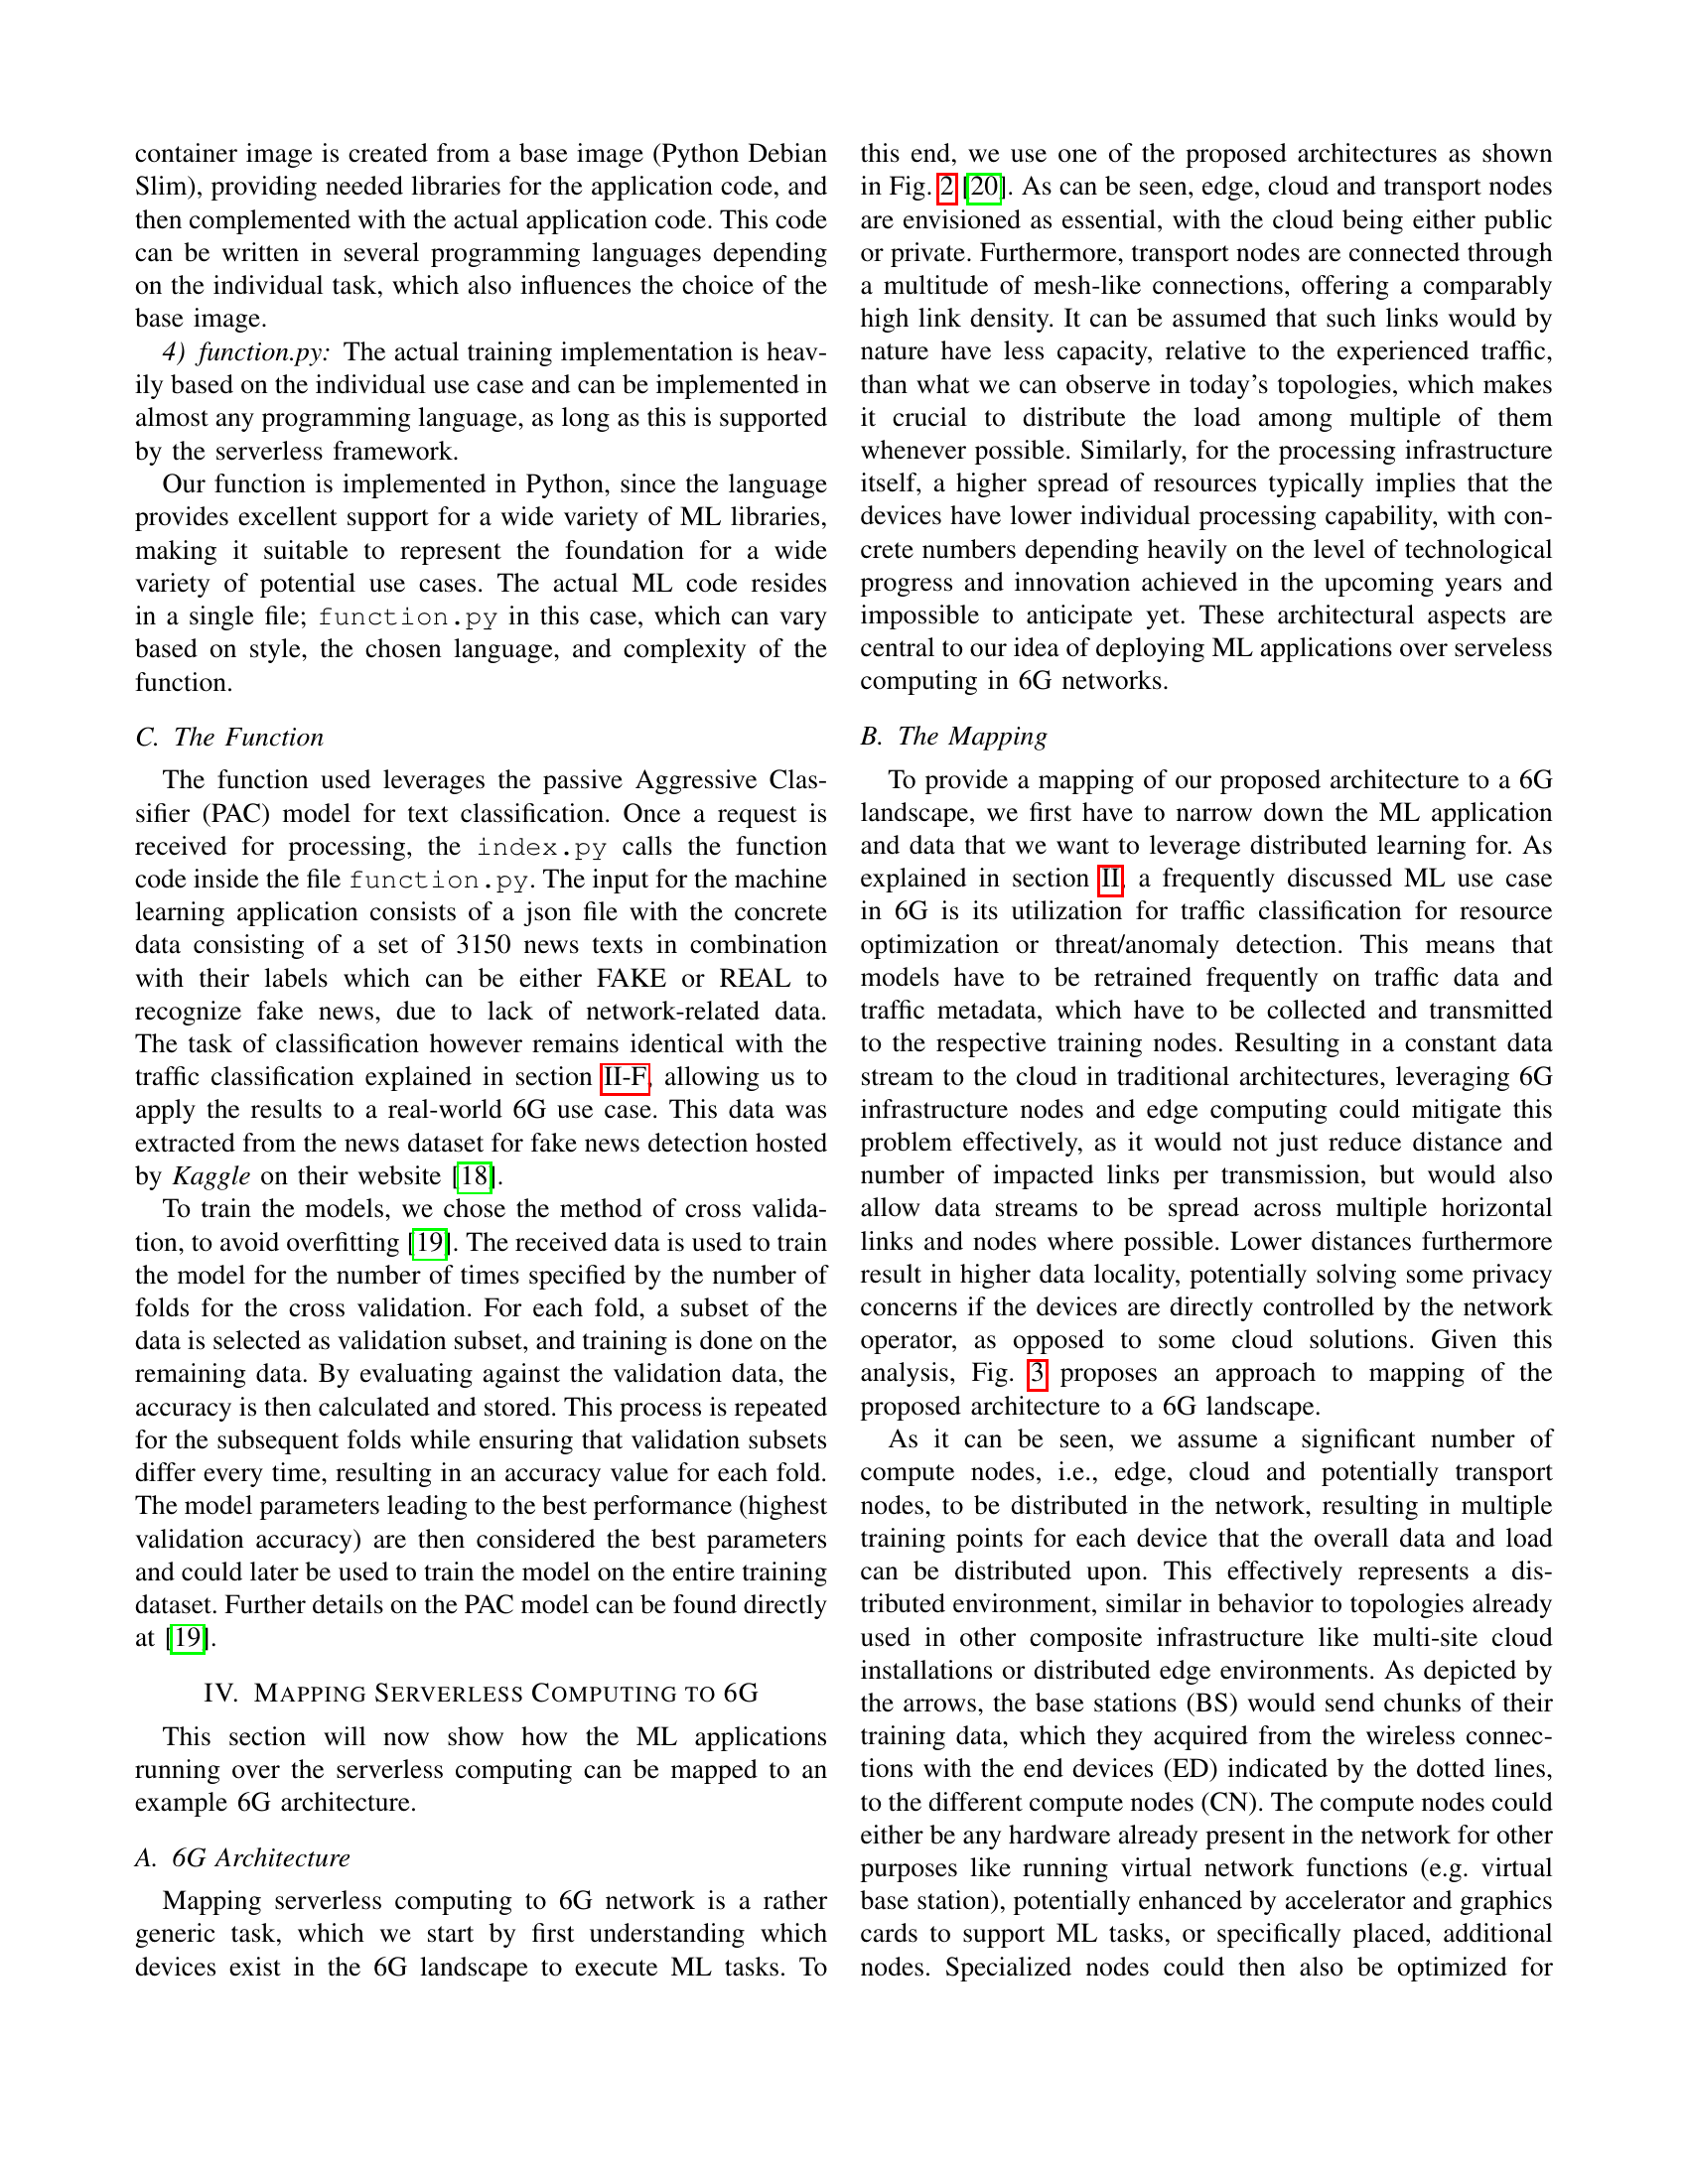 container image is created from a base image (Python Debian
Slim), providing needed libraries for the application code, and
then complemented with the actual application code. This code
can be written in several programming languages depending
on the individual task, which also influences the choice of the
base image.
4) function.py: The actual training implementation is heav-
ily based on the individual use case and can be implemented in
almost any programming language, as long as this is supported
by the serverless framework.
Our function is implemented in Python, since the language
provides excellent support for a wide variety of ML libraries,
making it suitable to represent the foundation for a wide
variety of potential use cases. The actual ML code resides
in a single file; function.py in this case, which can vary
based on style, the chosen language, and complexity of the
function.
C. The Function
The function used leverages the passive Aggressive Clas-
sifier (PAC) model for text classification. Once a request is
received for processing, the index.py calls the function
code inside the file function.py. The input for the machine
learning application consists of a json file with the concrete
data consisting of a set of 3150 news texts in combination
with their labels which can be either FAKE or REAL to
recognize fake news, due to lack of network-related data.
The task of classification however remains identical with the
traffic classification explained in section II-F, allowing us to
apply the results to a real-world 6G use case. This data was
extracted from the news dataset for fake news detection hosted
by Kaggle on their website [18].
To train the models, we chose the method of cross valida-
tion, to avoid overfitting [19]. The received data is used to train
the model for the number of times specified by the number of
folds for the cross validation. For each fold, a subset of the
data is selected as validation subset, and training is done on the
remaining data. By evaluating against the validation data, the
accuracy is then calculated and stored. This process is repeated
for the subsequent folds while ensuring that validation subsets
differ every time, resulting in an accuracy value for each fold.
The model parameters leading to the best performance (highest
validation accuracy) are then considered the best parameters
and could later be used to train the model on the entire training
dataset. Further details on the PAC model can be found directly
at [19].
IV. MAPPING SERVERLESS COMPUTING TO 6G
This section will now show how the ML applications
running over the serverless computing can be mapped to an
example 6G architecture.
A. 6G Architecture
Mapping serverless computing to 6G network is a rather
generic task, which we start by first understanding which
devices exist in the 6G landscape to execute ML tasks. To
this end, we use one of the proposed architectures as shown
in Fig. 2 [20]. As can be seen, edge, cloud and transport nodes
are envisioned as essential, with the cloud being either public
or private. Furthermore, transport nodes are connected through
a multitude of mesh-like connections, offering a comparably
high link density. It can be assumed that such links would by
nature have less capacity, relative to the experienced traffic,
than what we can observe in today's topologies, which makes
it crucial to distribute the load among multiple of them
whenever possible. Similarly, for the processing infrastructure
itself, a higher spread of resources typically implies that the
devices have lower individual processing capability, with con-
crete numbers depending heavily on the level of technological
progress and innovation achieved in the upcoming years and
impossible to anticipate yet. These architectural aspects are
central to our idea of deploying ML applications over serveless
computing in 6G networks.
B. The Mapping
To provide a mapping of our proposed architecture to a 6G
landscape, we first have to narrow down the ML application
and data that we want to leverage distributed learning for. As
explained in section II, a frequently discussed ML use case
in 6G is its utilization for traffic classification for resource
optimization or threat/anomaly detection. This means that
models have to be retrained frequently on traffic data and
traffic metadata, which have to be collected and transmitted
to the respective training nodes. Resulting in a constant data
stream to the cloud in traditional architectures, leveraging 6G
infrastructure nodes and edge computing could mitigate this
problem effectively, as it would not just reduce distance and
number of impacted links per transmission, but would also
allow data streams to be spread across multiple horizontal
links and nodes where possible. Lower distances furthermore
result in higher data locality, potentially solving some privacy
concerns if the devices are directly controlled by the network
operator, as opposed to some cloud solutions. Given this
analysis, Fig. 3 proposes an approach to mapping of the
proposed architecture to a 6G landscape.
As it can be seen, we assume a significant number of
compute nodes, i.e., edge, cloud and potentially transport
nodes, to be distributed in the network, resulting in multiple
training points for each device that the overall data and load
can be distributed upon. This effectively represents a dis-
tributed environment, similar in behavior to topologies already
used in other composite infrastructure like multi-site cloud
installations or distributed edge environments. As depicted by
the arrows, the base stations (BS) would send chunks of their
training data, which they acquired from the wireless connec-
tions with the end devices (ED) indicated by the dotted lines,
to the different compute nodes (CN). The compute nodes could
either be any hardware already present in the network for other
purposes like running virtual network functions (e.g. virtual
base station), potentially enhanced by accelerator and graphics
cards to support ML tasks, or specifically placed, additional
nodes. Specialized nodes could then also be optimized for